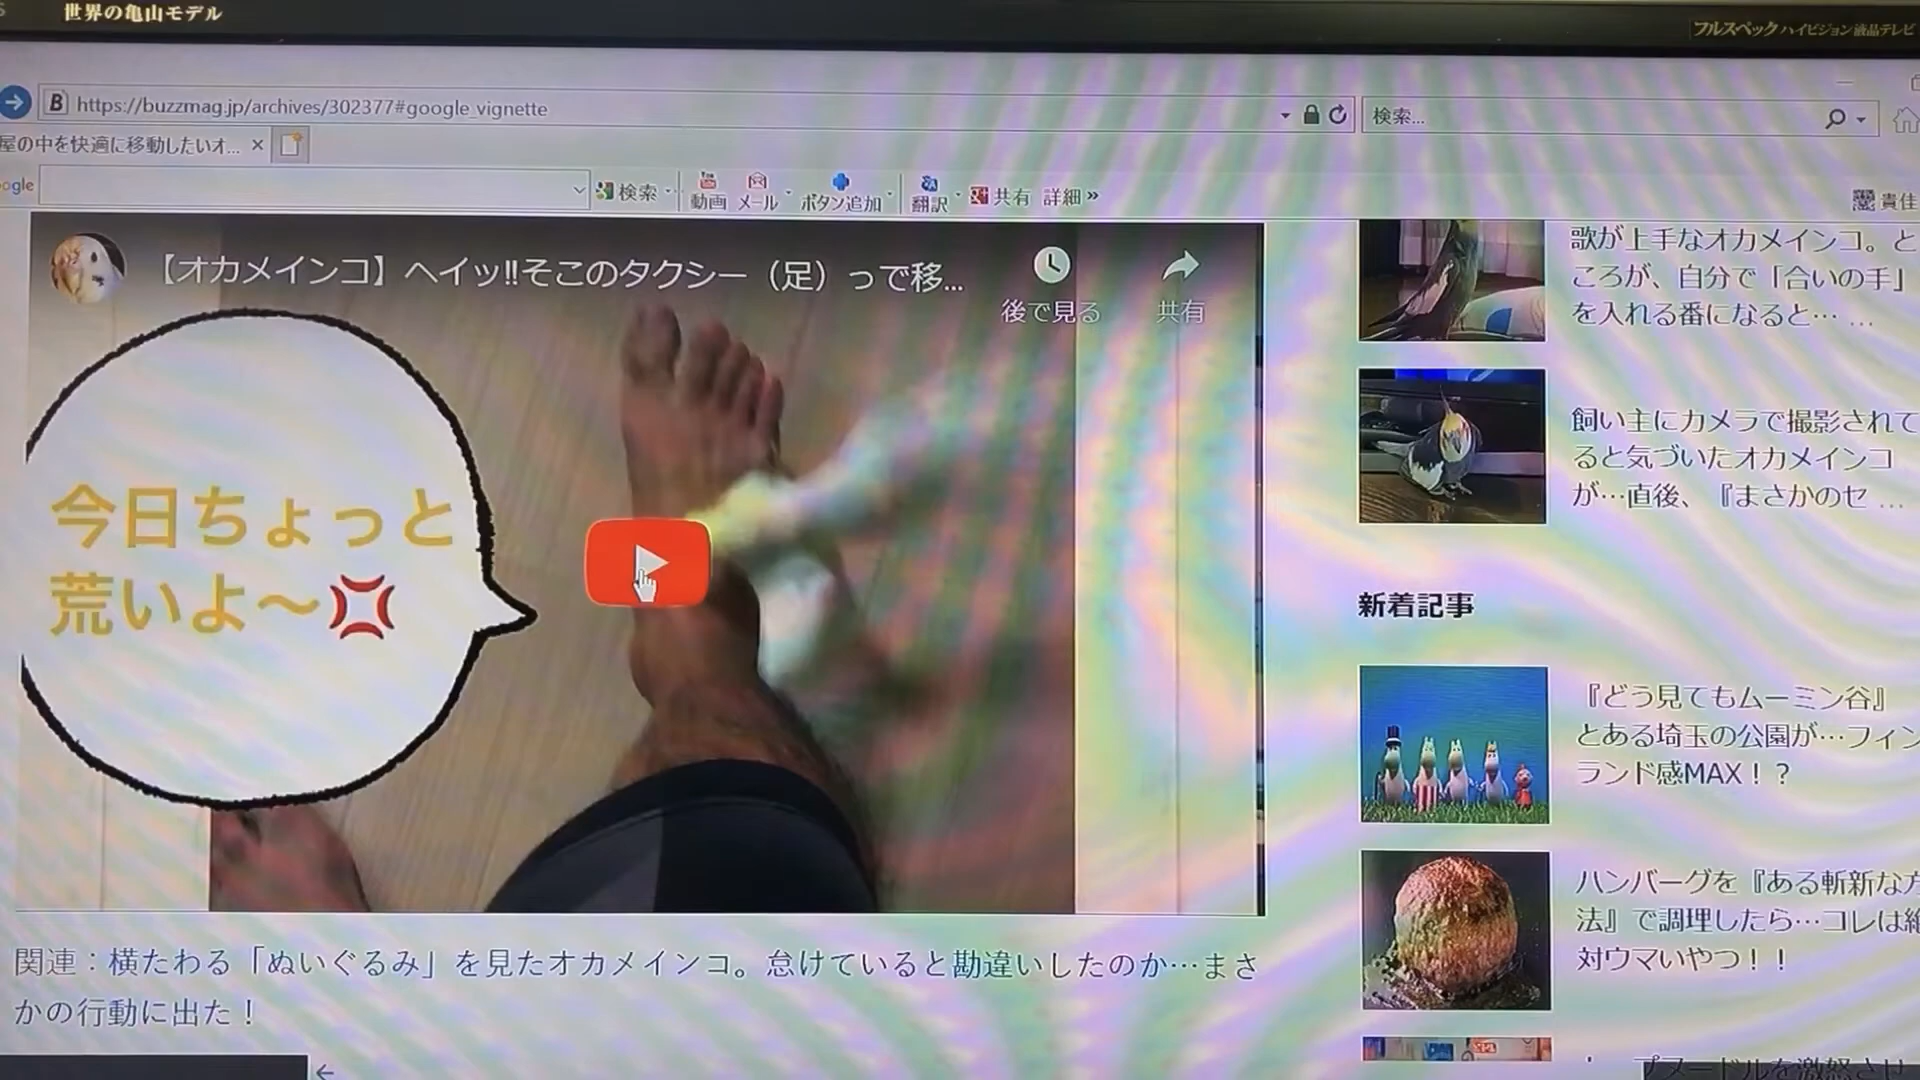 世界の亀山モデル
フルスペックハイビジョン液晶テレビ
https://buzzmag.jp/archives/302377#google_vignette
検索...
屋の中を快適に移動したいオ...
ogle
検索
動画
メール
ボタン追加
翻訳
共有
詳細 »
貴佳
【オカメインコ】ヘイッ!!そこのタクシー（足）って移...
後で見る
共有
今日ちょっと
荒いよ〜💢
関連：横たわる「ぬいぐるみ」を見たオカメインコ。怠けていると勘違いしたのか…まさ
かの行動に出た！
歌が上手なオカメインコ。と
ころが、自分で「合いの手」
を入れる番になると… ...
飼い主にカメラで撮影されて
ると気づいたオカメインコ
が…直後、『まさかのセ ...
新着記事
『どう見てもムーミン谷』
とある埼玉の公園が…フィン
ランド感MAX！？
ハンバーグを『ある斬新な方
法』で調理したら…コレは絶
対ウマいやつ！！